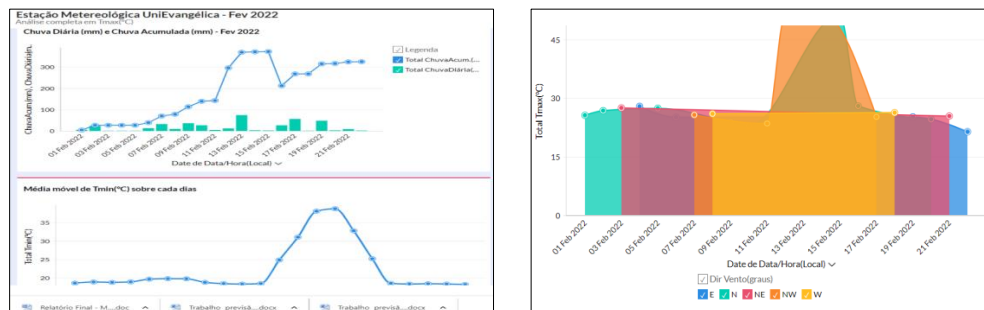 Estação Metereológica UniEvangélica - Fev 2022
Análise completa em Tmax(°C)
Chuva Diária (mm) e Chuva Acumulada (mm) - Fev 2022
ChuvaAcum(mm), ChuvaDiária(m...
300
200
100
0
01 Feb 2022
03 Feb 2022
05 Feb 2022
07 Feb 2022
09 Feb 2022
11 Feb 2022
13 Feb 2022
15 Feb 2022
17 Feb 2022
19 Feb 2022
21 Feb 2022
Date de Data/Hora(Local)
Legenda
Total ChuvaAcum.(...
Total ChuvaDiária(...
Média móvel de Tmin(°C) sobre cada dias
Total Tmin(°C)
35
30
25
20
Relatório Final - M....doc
Trabalho_previsã....docx
Trabalho_previsã....docx
Total Tmax(°C)
45
30
15
0
01 Feb 2022
03 Feb 2022
05 Feb 2022
07 Feb 2022
09 Feb 2022
11 Feb 2022
13 Feb 2022
15 Feb 2022
17 Feb 2022
19 Feb 2022
21 Feb 2022
Date de Data/Hora(Local)
Dir Vento(graus)
E N NE NW W